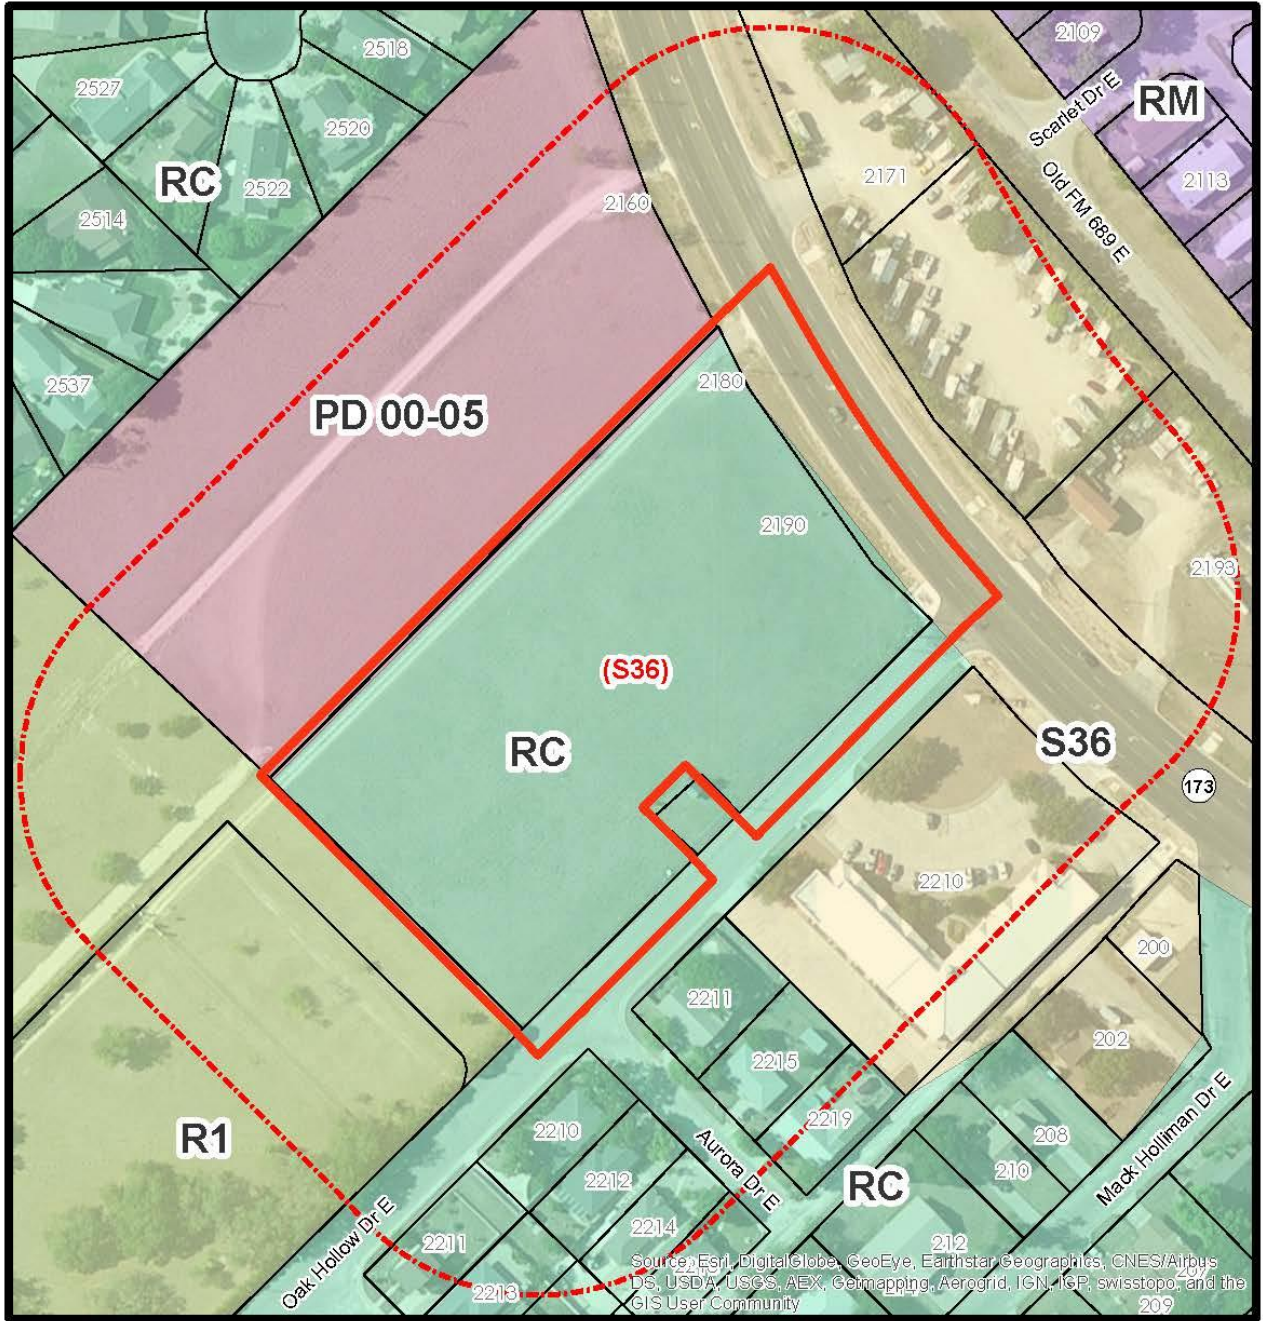 2109
2518
2527
RM
Scarlet Dr E
2520
RC
2522
2171
Old FM 689 E
2113
2514
2160
2537
2180
PD 00-05
2190
2193
(S36)
RC
S36
173
2210
200
2211
2215
202
2219
R1
2210
Aurora Dr E
208
210
2212
RC
Mack Holliman Dr E
2214
2211
Oak Hollow Dr E
212
2213
209
Source: Esri, DigitalGlobe, GeoEye, Earthstar Geographics, CNES/Airbus
DS, USDA, USGS, AEX, Getmapping, Aerogrid, IGN, IGP, swisstopo, and the
GIS User Community